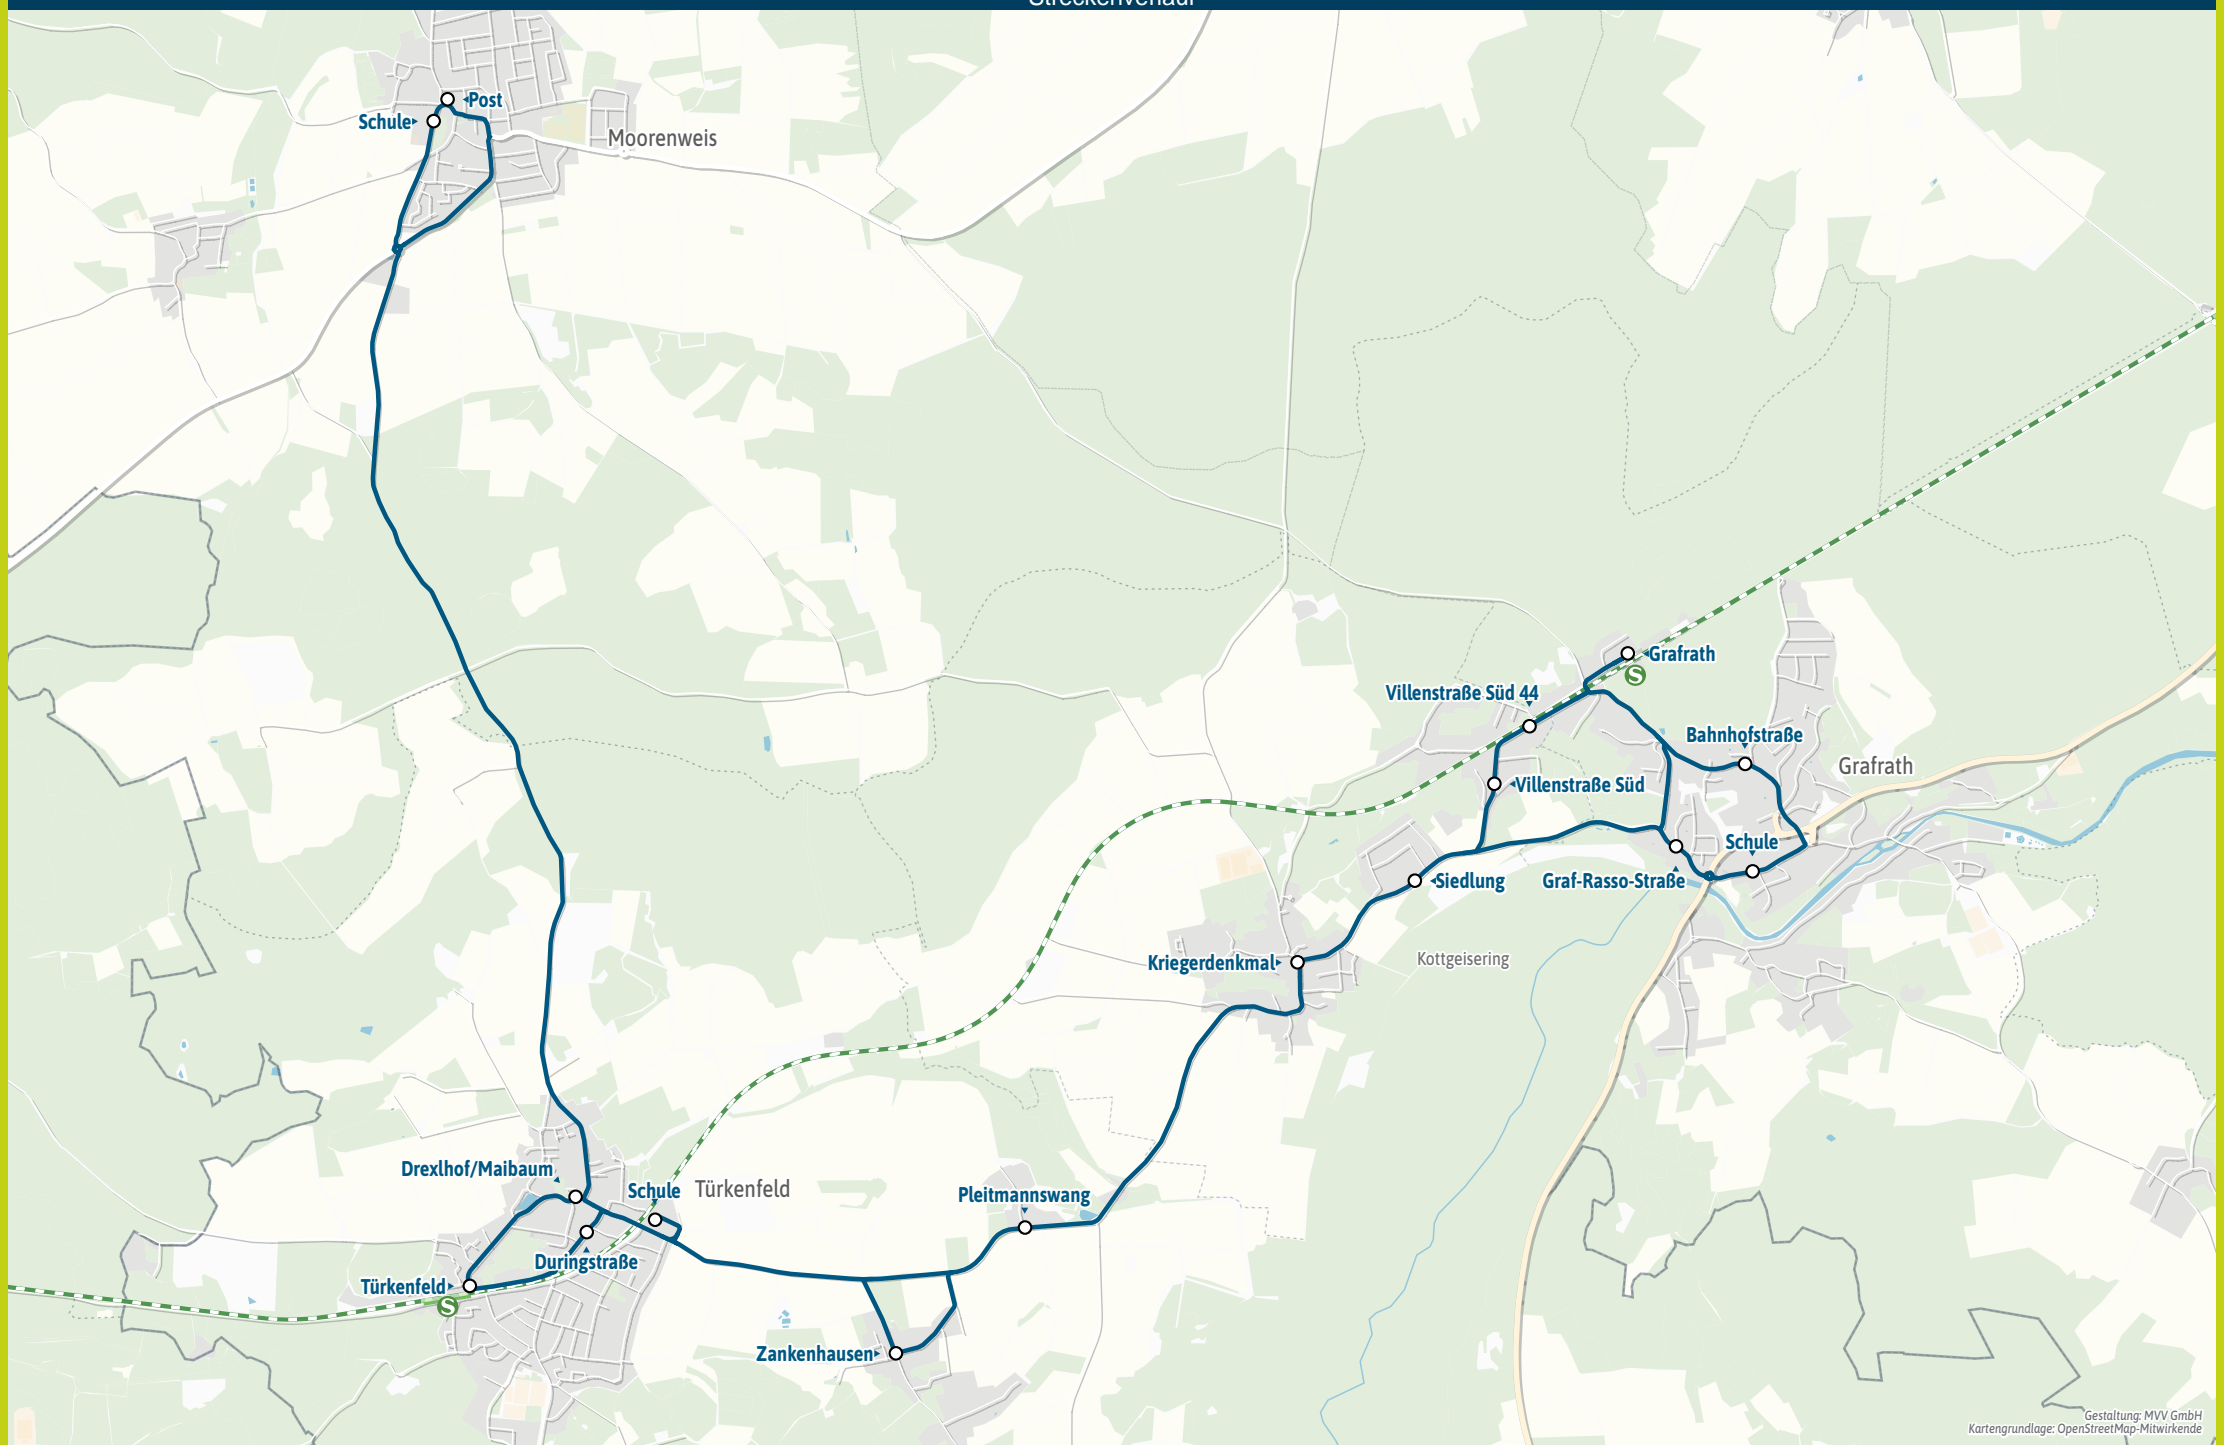 Streckenverlauf
Post
Schule
Moorenweis
Grafrath
S
Villenstraße Süd 44
Bahnhofstraße
Grafrath
Villenstraße Süd
Schule
Siedlung
Graf-Rasso-Straße
Kriegerdenkmal
Kottgeisering
Drexlhof/Maibaum
Schule
Türkenfeld
Pleitmannswang
Duringstraße
Türkenfeld
S
Zankenhausen
Gestaltung: MVV GmbH
Kartengrundlage: OpenStreetMap-Mitwirkende